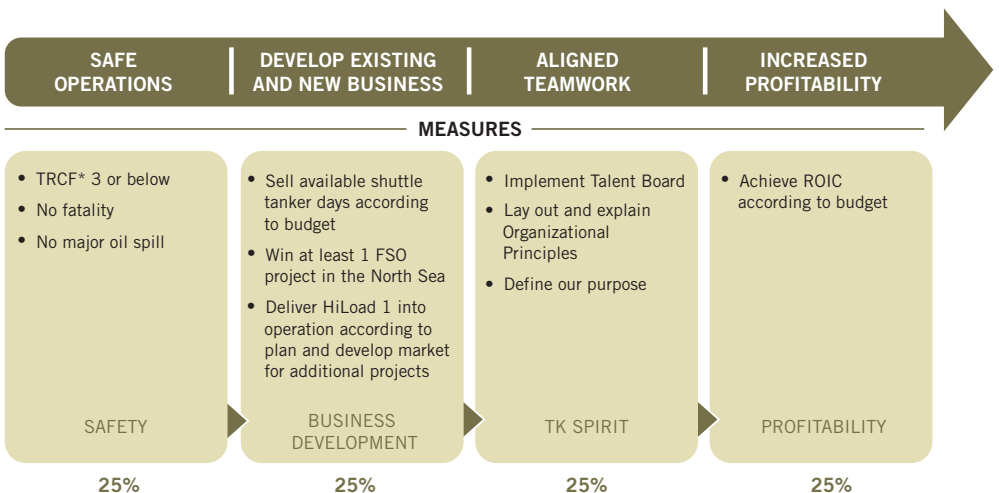 SAFE
OPERATIONS
DEVELOP EXISTING
AND NEW BUSINESS
ALIGNED
TEAMWORK
INCREASED
PROFITABILITY
MEASURES
• TRCF* 3 or below
• No fatality
• No major oil spill
SAFETY
25%
• Sell available shuttle
tanker days according
to budget
• Win at least 1 FSO
project in the North Sea
• Deliver HiLoad 1 into
operation according to
plan and develop market
for additional projects
BUSINESS
DEVELOPMENT
25%
• Implement Talent Board
• Lay out and explain
Organizational
Principles
• Define our purpose
TK SPIRIT
25%
• Achieve ROIC
according to budget
PROFITABILITY
25%